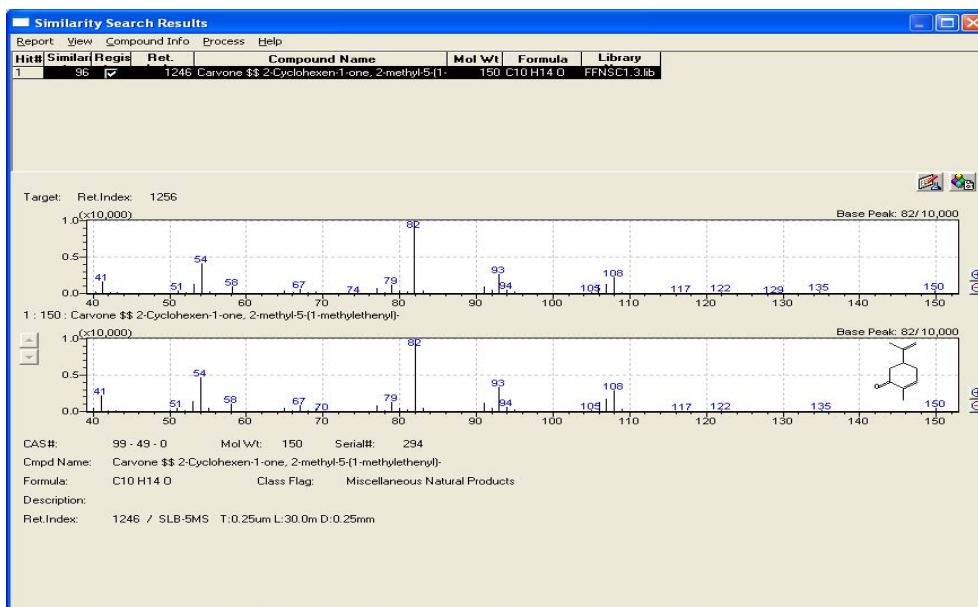 Similarity Search Results
Report View Compound Info Process Help
Hit# Similari Regis Ret. Compound Name Mol Wt Formula Library
1 96 1246 Carvone $$ 2-Cyclohexen-1-one, 2-methyl-5-(1- 150 C10 H14 O FFNSC1.3.lib
Target: Ret.Index: 1256
(x10,000) Base Peak: 82/10,000
1.0
0.5
0.0
41 51 54 58 67 74 79 82 93 94 105 108 117 122 129 135 150
40 50 60 70 80 90 100 110 120 130 140 150
1 : 150 : Carvone $$ 2-Cyclohexen-1-one, 2-methyl-5-(1-methylethenyl)-
(x10,000) Base Peak: 82/10,000
1.0
0.5
0.0
41 51 54 58 67 70 79 82 93 94 105 108 117 122 135 150
O
40 50 60 70 80 90 100 110 120 130 140 150
CAS#: 99 - 49 - 0 Mol Wt: 150 Serial#: 294
Cmpd Name: Carvone $$ 2-Cyclohexen-1-one, 2-methyl-5-(1-methylethenyl)-
Formula: C10 H14 O Class Flag: Miscellaneous Natural Products
Description:
Ret.Index: 1246 / SLB-5MS T:0.25um L:30.0m D:0.25mm